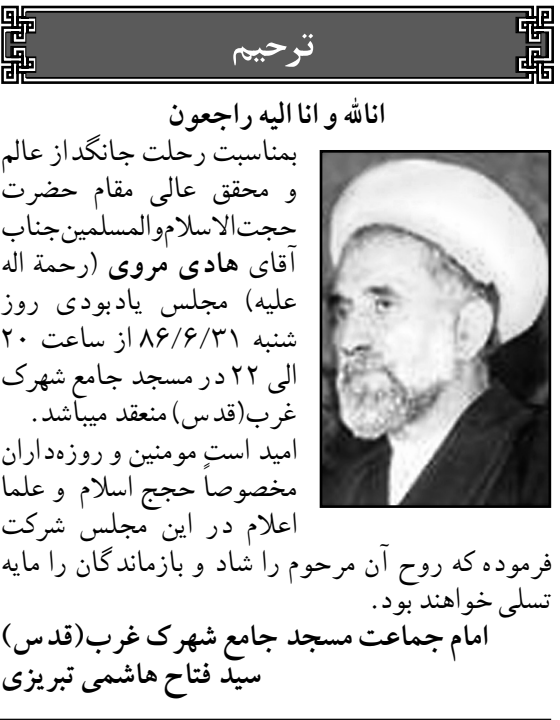 ترحیم
انالله و انا الیه راجعون
بمناسبت رحلت جانگداز عالم
و محقق عالی مقام حضرت
حجت‌الاسلام‌والمسلمین‌جناب
آقای هادی مروی (رحمة اله
علیه) مجلس یادبودی روز
شنبه ۸۶/۶/۳۱ از ساعت ۲۰
الی ۲۲ در مسجد جامع شهرک
غرب(قدس)منعقد میباشد.
امید است مومنین و روزه‌داران
مخصوصاً حجج اسلام و علما
اعلام در این مجلس شرکت
فرموده که روح آن مرحوم را شاد و بازماندگان را مایه
تسلی خواهند بود.
امام جماعت مسجد جامع شهرک غرب(قدس)
سید فتاح هاشمی تبریزی